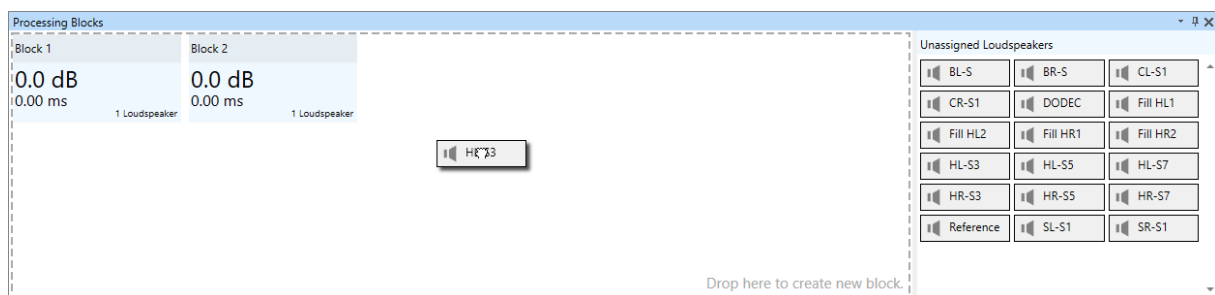 Processing Blocks
Block 1
0.0 dB
0.00 ms
1 Loudspeaker
Block 2
0.0 dB
0.00 ms
1 Loudspeaker
Drop here to create new block.
Unassigned Loudspeakers
BL-S
BR-S
CL-S1
CR-S1
DODEC
Fill HL1
Fill HL2
Fill HR1
Fill HR2
HL-S3
HL-S5
HL-S7
HR-S3
HR-S5
HR-S7
Reference
SL-S1
SR-S1